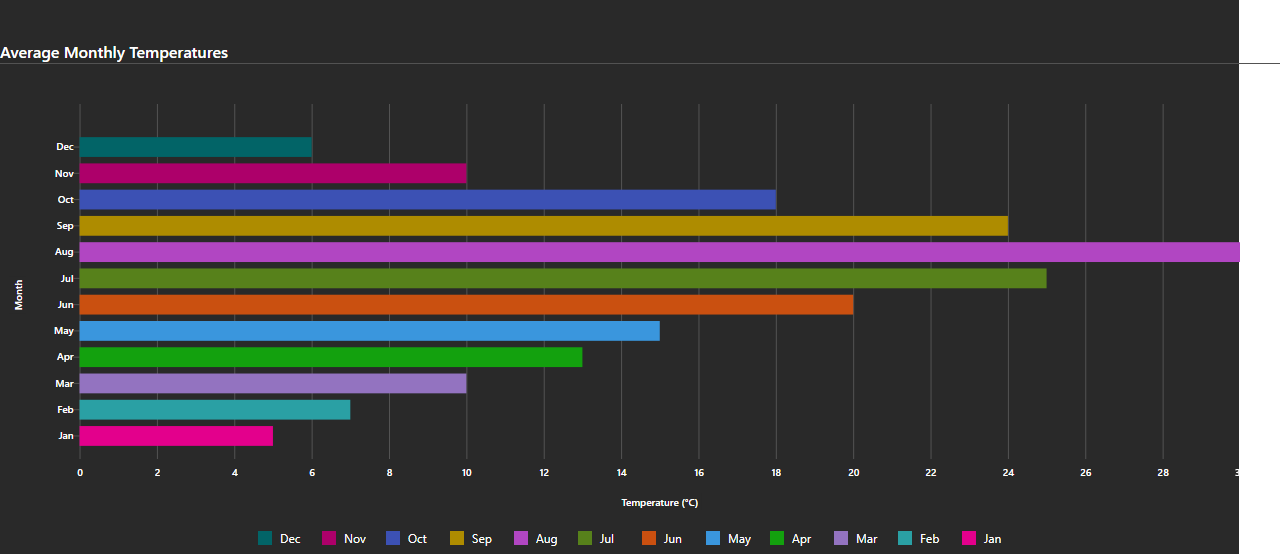 Average Monthly Temperatures
Dec
Nov
Oct
Sep
Aug
Jul
Jun
May
Apr
Mar
Feb
Jan
Month
0 2 4 6 8 10 12 14 16 18 20 22 24 26 28
Temperature (°C)
Dec Nov Oct Sep Aug Jul Jun May Apr Mar Feb Jan